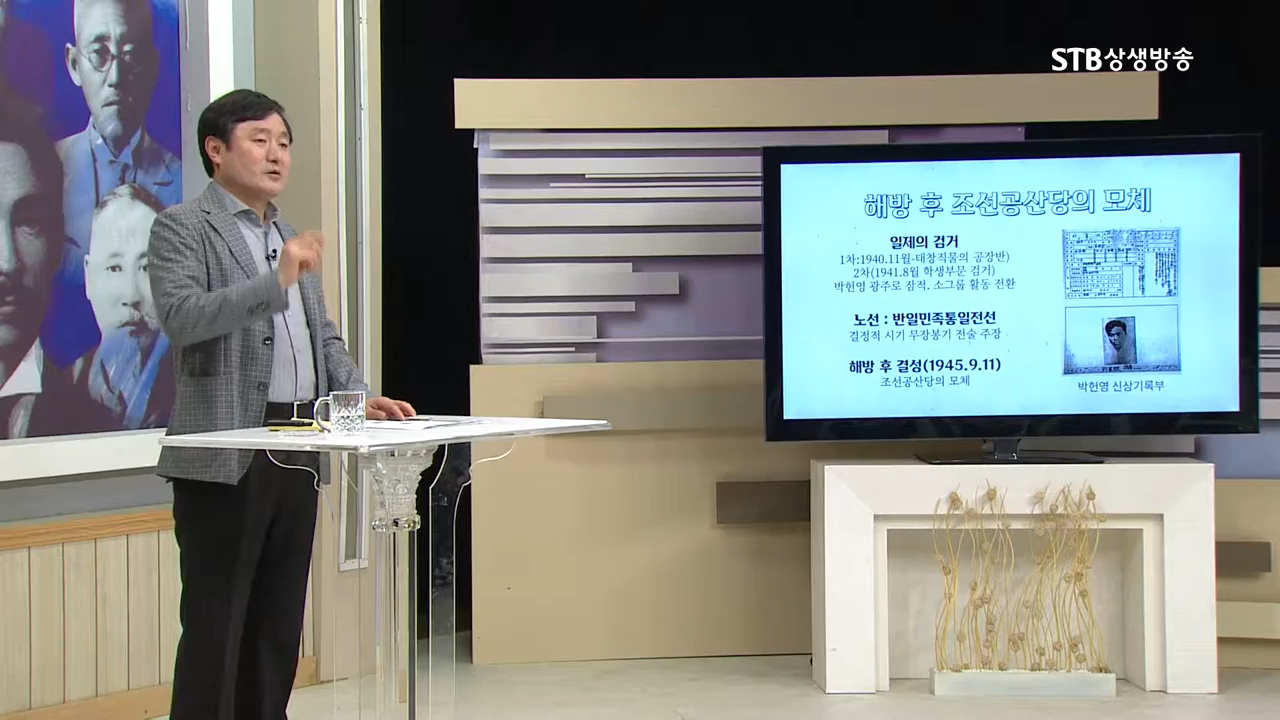 STB상생방송
해방 후 조선공산당의 모체
일제의 검거
1차:1940.11월-대창직물의 공장반)
2차(1941.8월 학생부문 검거)
박헌영 광주로 잠적, 소그룹 활동 전환
노선 : 반일민족통일전선
결정적 시기 무장봉기 전술 주장
해방 후 결성(1945.9.11)
조선공산당의 모체
박헌영 신상기록부